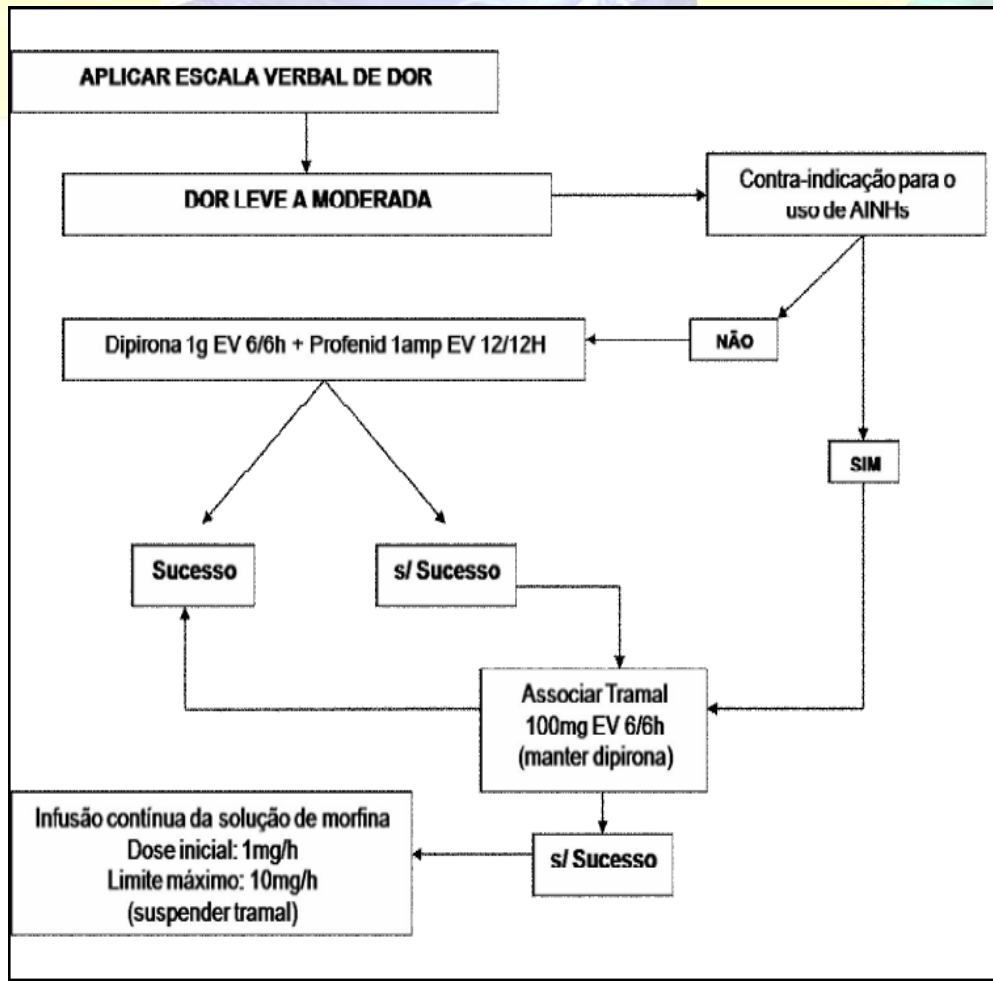 APLICAR ESCALA VERBAL DE DOR
DOR LEVE A MODERADA
Contra-indicação para o
uso de AINHs
Dipirona 1g EV 6/6h + Profenid 1amp EV 12/12H
NÃO
SIM
Sucesso
s/ Sucesso
Associar Tramal
100mg EV 6/6h
(manter dipirona)
Infusão contínua da solução de morfina
Dose inicial: 1mg/h
Limite máximo: 10mg/h
(suspender tramal)
s/ Sucesso